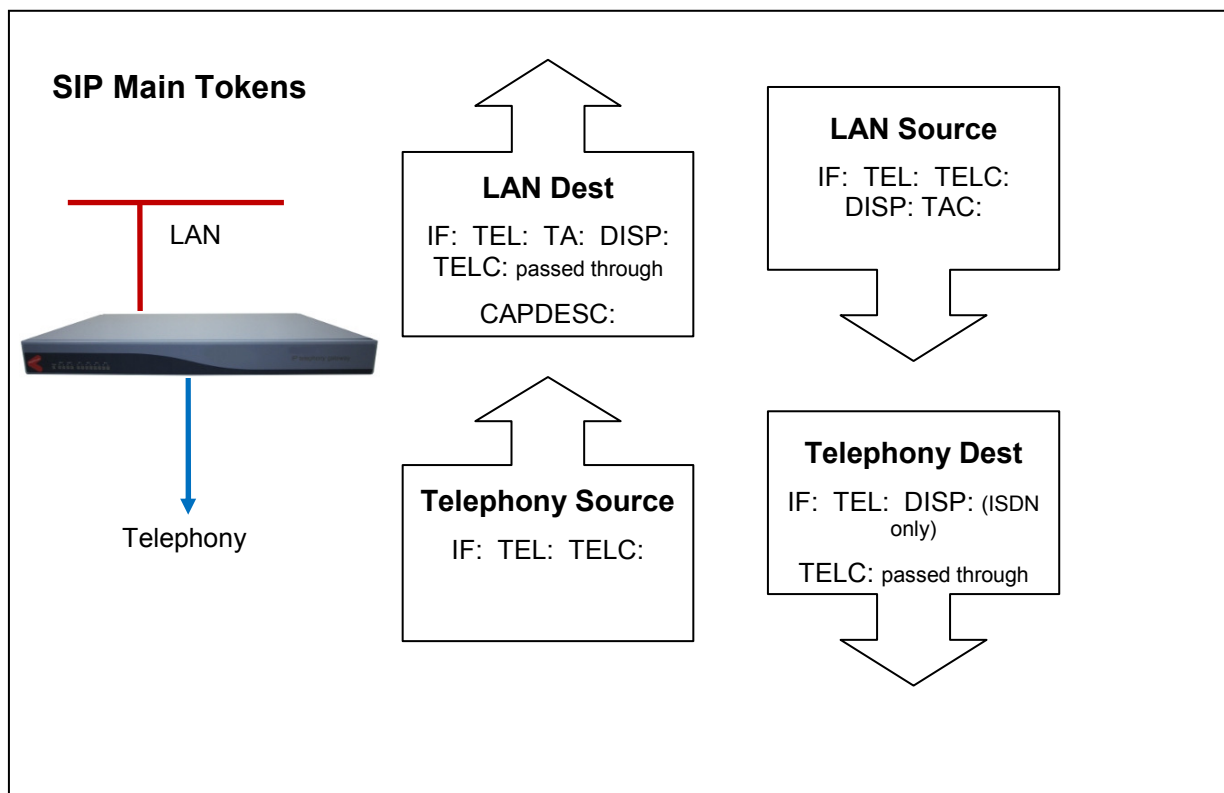 SIP Main Tokens
LAN
Telephony
LAN Dest
IF: TEL: TA: DISP:
TELC: passed through
CAPDESC:
Telephony Source
IF: TEL: TELC:
LAN Source
IF: TEL: TELC:
DISP: TAC:
Telephony Dest
IF: TEL: DISP: (ISDN
only)
TELC: passed through